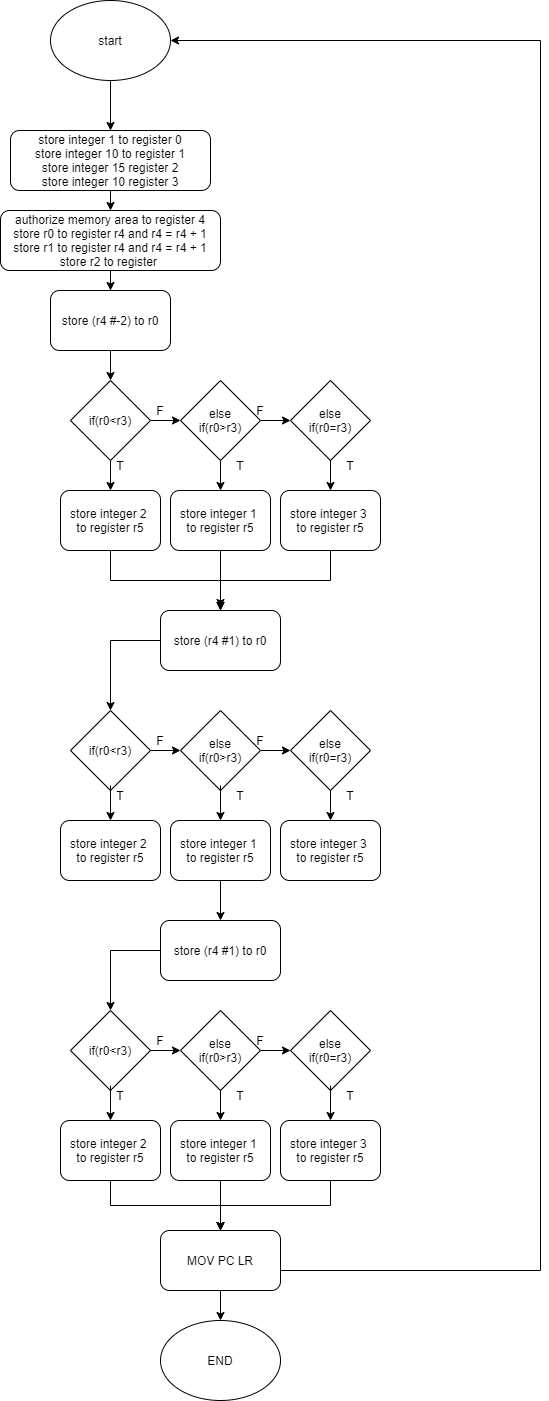 start
store integer 1 to register 0
store integer 10 to register 1
store integer 15 register 2
store integer 10 register 3
authorize memory area to register 4
store r0 to register r4 and r4 = r4 + 1
store r1 to register r4 and r4 = r4 + 1
store r2 to register
store (r4 #-2) to r0
if(r0<r3)
F
else
if(r0>r3)
F
else
if(r0=r3)
T
T
T
store integer 2
to register r5
store integer 1
to register r5
store integer 3
to register r5
store (r4 #1) to r0
if(r0<r3)
F
else
if(r0>r3)
F
else
if(r0=r3)
T
T
T
store integer 2
to register r5
store integer 1
to register r5
store integer 3
to register r5
store (r4 #1) to r0
if(r0<r3)
F
else
if(r0>r3)
F
else
if(r0=r3)
T
T
T
store integer 2
to register r5
store integer 1
to register r5
store integer 3
to register r5
MOV PC LR
END